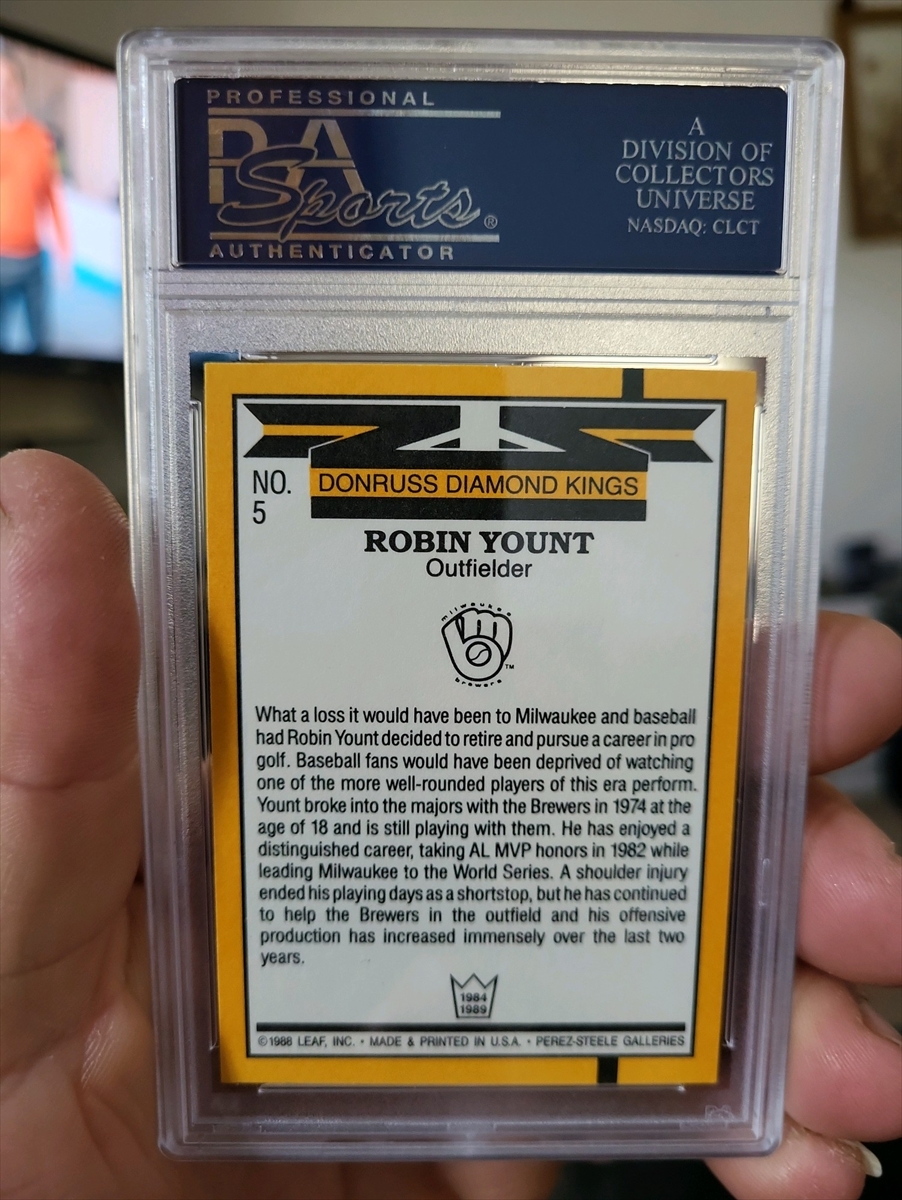 PROFESSIONAL
PSA
Sports®
AUTHENTICATOR
A
DIVISION OF
COLLECTORS
UNIVERSE
NASDAQ: CLCT
NO.
5
DONRUSS DIAMOND KINGS
ROBIN YOUNT
Outfielder
milwaukee
TM
brewers
What a loss it would have been to Milwaukee and baseball
had Robin Yount decided to retire and pursue a career in pro
golf. Baseball fans would have been deprived of watching
one of the more well-rounded players of this era perform.
Yount broke into the majors with the Brewers in 1974 at the
age of 18 and is still playing with them. He has enjoyed a
distinguished career, taking AL MVP honors in 1982 while
leading Milwaukee to the World Series. A shoulder injury
ended his playing days as a shortstop, but he has continued
to help the Brewers in the outfield and his offensive
production has increased immensely over the last two
years.
1984
1989
©1988 LEAF, INC. • MADE & PRINTED IN U.S.A. • PEREZ-STEELE GALLERIES